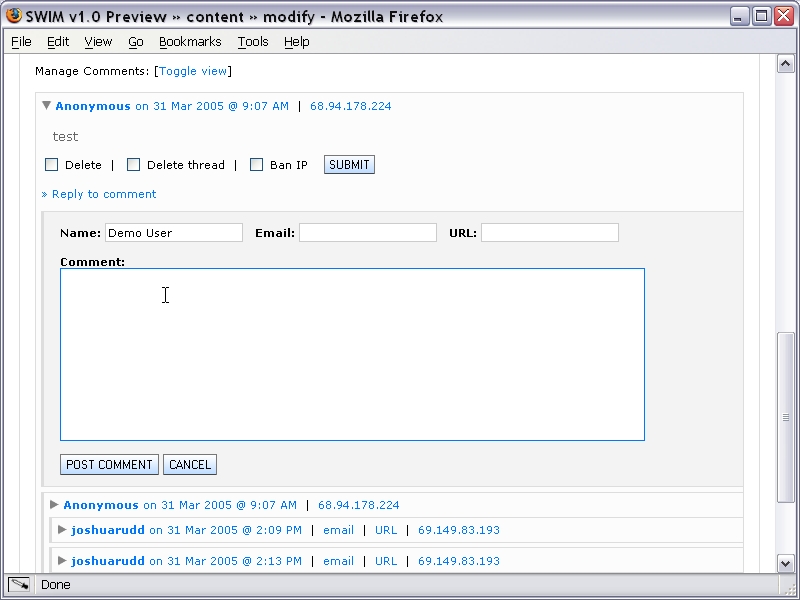 SWIM v1.0 Preview » content » modify - Mozilla Firefox
File Edit View Go Bookmarks Tools Help
Manage Comments: [Toggle view]
Anonymous on 31 Mar 2005 @ 9:07 AM | 68.94.178.224
test
Delete | Delete thread | Ban IP SUBMIT
» Reply to comment
Name: Demo User Email: URL:
Comment:
POST COMMENT CANCEL
Anonymous on 31 Mar 2005 @ 9:07 AM | 68.94.178.224
joshuarudd on 31 Mar 2005 @ 2:09 PM | email | URL | 69.149.83.193
joshuarudd on 31 Mar 2005 @ 2:13 PM | email | URL | 69.149.83.193
Done